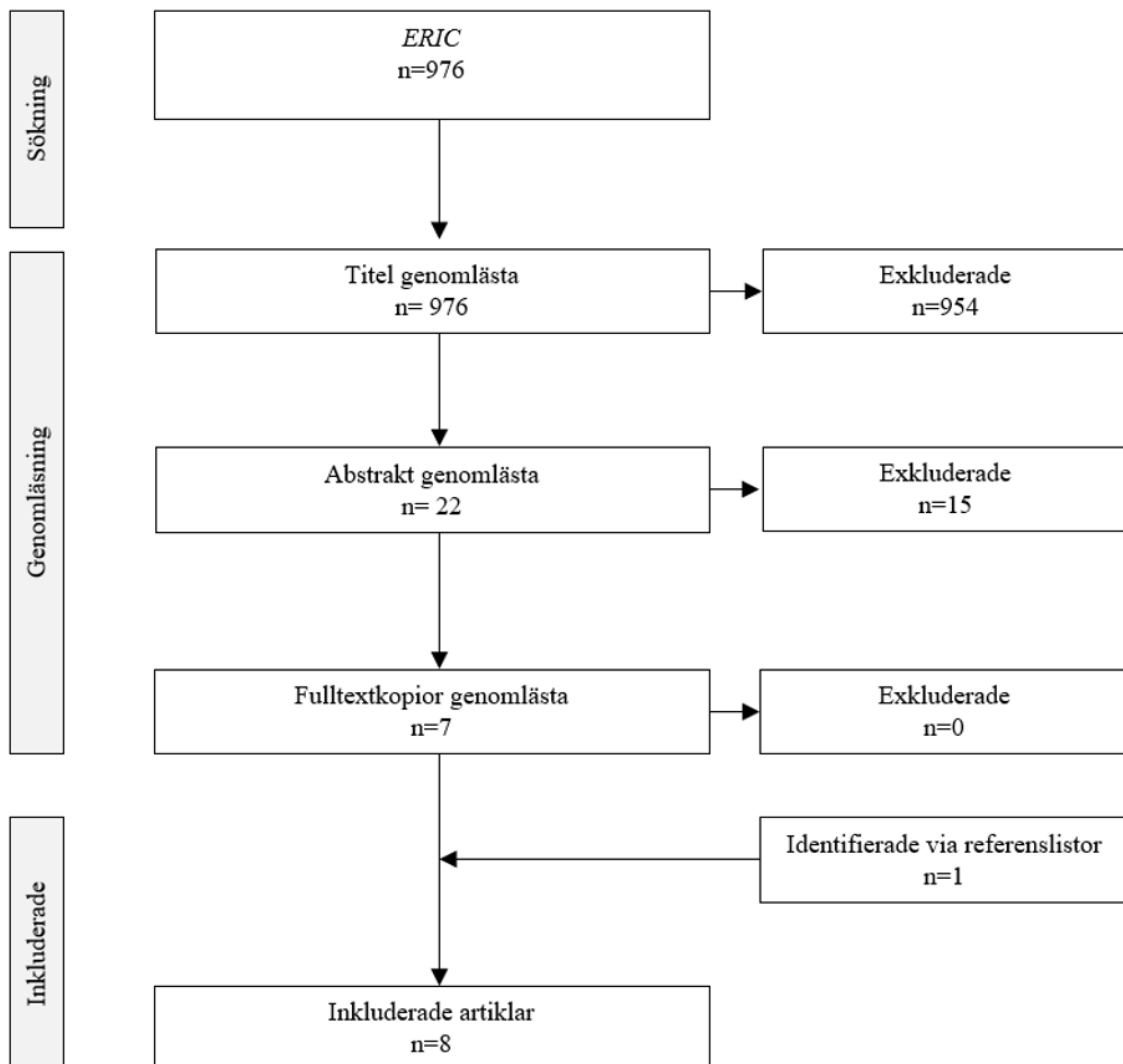 Sökning
ERIC
n=976
Genomläsning
Titel genomlästa
n= 976
Exkluderade
n=954
Abstrakt genomlästa
n= 22
Exkluderade
n=15
Fulltextkopior genomlästa
n=7
Exkluderade
n=0
Inkluderade
Identifierade via referenslistor
n=1
Inkluderade artiklar
n=8